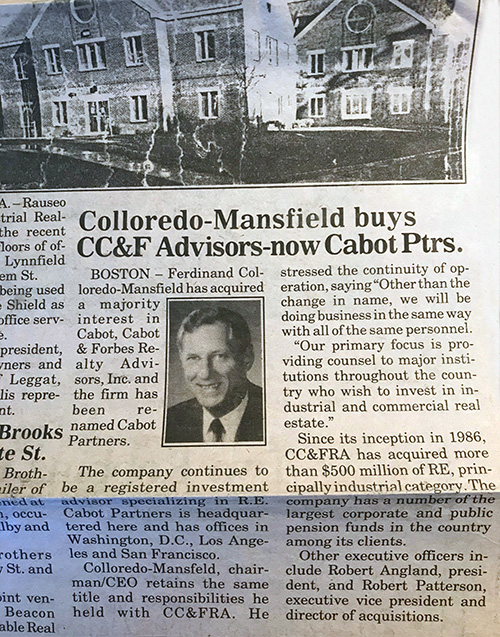 A.–Rauseo
trial Real-
the recent
floors of of-
Lynnfield
em St.
being used
Shield as
office serv-
e.
president,
wners and
Leggat,
lis repre-
nt.
Brooks
te St.
Broth-
iler of
ned at
occu-
lby and
rothers
St. and
oint ven-
Beacon
able Real
Colloredo-Mansfield buys
CC&F Advisors-now Cabot Ptrs.
BOSTON – Ferdinand Col-
loredo-Mansfield has acquired
a majority
interest in
Cabot, Cabot
& Forbes Re-
alty Advi-
sors, Inc. and
the firm has
been re-
named Cabot
Partners.
The company continues to
be a registered investment
advisor specializing in R.E.
Cabot Partners is headquar-
tered here and has offices in
Washington, D.C., Los Ange-
les and San Francisco.
Colloredo-Mansfeld, chair-
man/CEO retains the same
title and responsibilities he
held with CC&FRA. He
stressed the continuity of op-
eration, saying "Other than the
change in name, we will be
doing business in the same way
with all of the same personnel.
"Our primary focus is pro-
viding counsel to major insti-
tutions throughout the coun-
try who wish to invest in in-
dustrial and commercial real
estate."
Since its inception in 1986,
CC&FRA has acquired more
than $500 million of RE, prin-
cipally industrial category. The
company has a number of the
largest corporate and public
pension funds in the country
among its clients.
Other executive officers in-
clude Robert Angland, presi-
dent, and Robert Patterson,
executive vice president and
director of acquisitions.